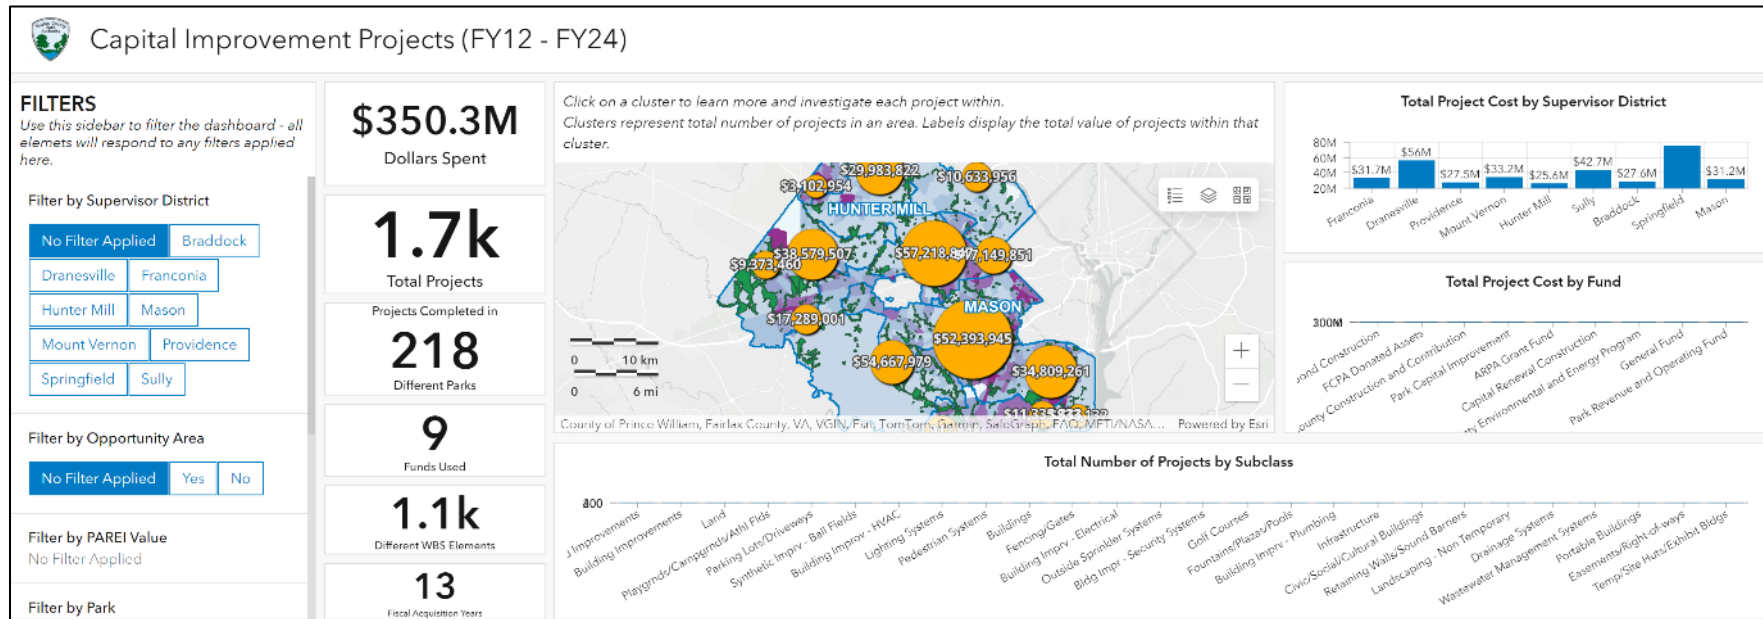 Capital Improvement Projects (FY12 - FY24)
FILTERS
Use this sidebar to filter the dashboard - all
elemets will respond to any filters applied
here.
Filter by Supervisor District
No Filter Applied
Braddock
Dranesville
Franconia
Hunter Mill
Mason
Mount Vernon
Providence
Springfield
Sully
Filter by Opportunity Area
No Filter Applied
Yes
No
Filter by PAREI Value
No Filter Applied
Filter by Park
$350.3M
Dollars Spent
1.7k
Total Projects
Projects Completed in
218
Different Parks
9
Funds Used
1.1k
Different WBS Elements
13
Fiscal Acquisition Years
Click on a cluster to learn more and investigate each project within.
Clusters represent total number of projects in an area. Labels display the total value of projects within that
cluster.
$29,983,822
$3,102,954
$10,633,956
HUNTER MILL
$38,579,507
$9,373,460
$57,218,8
7,149,851
MASON
$17,289,001
$52,393,945
$54,667,979
$34,809,261
0 10 km
0 6 mi
County of Prince William, Fairfax County, VA, VGIN, Esri, TomTom, Garmin, SafeGraph, FAO, METI/NASA...
Powered by Esri
Total Project Cost by Supervisor District
80M
60M
40M
20M
$31.7M
$56M
$27.5M
$33.2M
$25.6M
$42.7M
$27.6M
$31.2M
Franconia
Dranesville
Providence
Mount Vernon
Hunter Mill
Sully
Braddock
Springfield
Mason
Total Project Cost by Fund
ond Construction
FCPA Donated Assets
ounty Construction and Contribution
Park Capital Improvement
ARPA Grant Fund
Capital Renewal Construction
ty Environmental and Energy Program
General Fund
Park Revenue and Operating Fund
Total Number of Projects by Subclass
Improvements
Building Improvements
Land
Playgrnds/Campgrnds/Athl Flds
Parking Lots/Driveways
Synthetic Imprv - Ball Fields
Building Improv - HVAC
Lighting Systems
Pedestrian Systems
Buildings
Fencing/Gates
Building Imprv - Electrical
Outside Sprinkler Systems
Bldg Impr - Security Systems
Golf Courses
Fountains/Plazas/Pools
Building Imprv - Plumbing
Infrastructure
Civic/Social/Cultural Buildings
Retaining Walls/Sound Barriers
Landscaping - Non Temporary
Drainage Systems
Wastewater Management Systems
Portable Buildings
Easements/Right-of-ways
Temp/Site Huts/Exhibit Bldgs